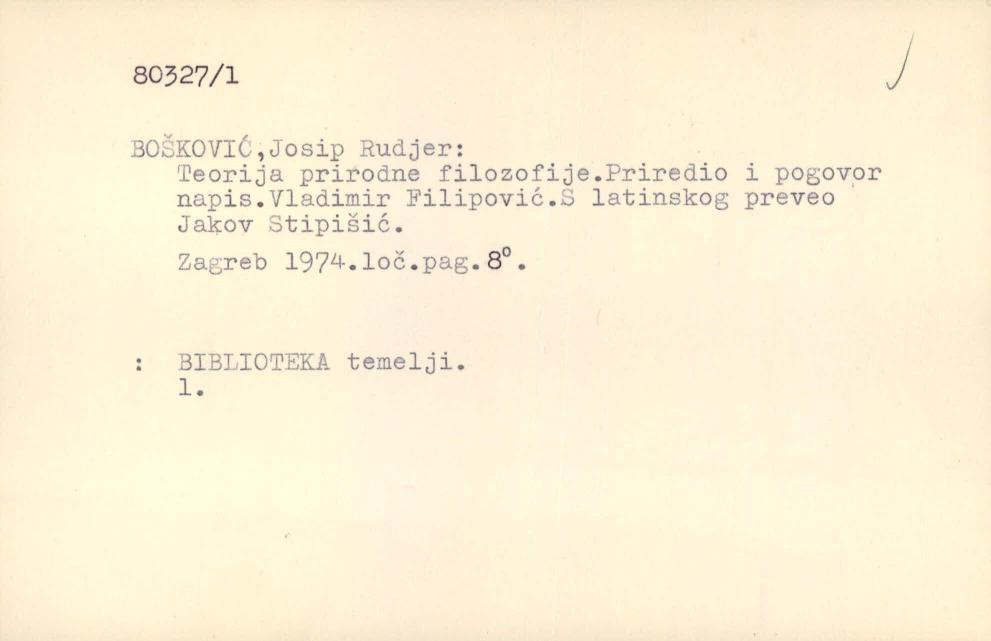 80327/1
BOŠKOVIĆ,Josip Rudjer:
Teorija prirodne filozofije.Priredio i pogovor
napis.Vladimir Filipović.S latinskog preveo
Jakov Stipišić.
Zagreb 1974.loč.pag.8°.
: BIBLIOTEKA temelji.
1.